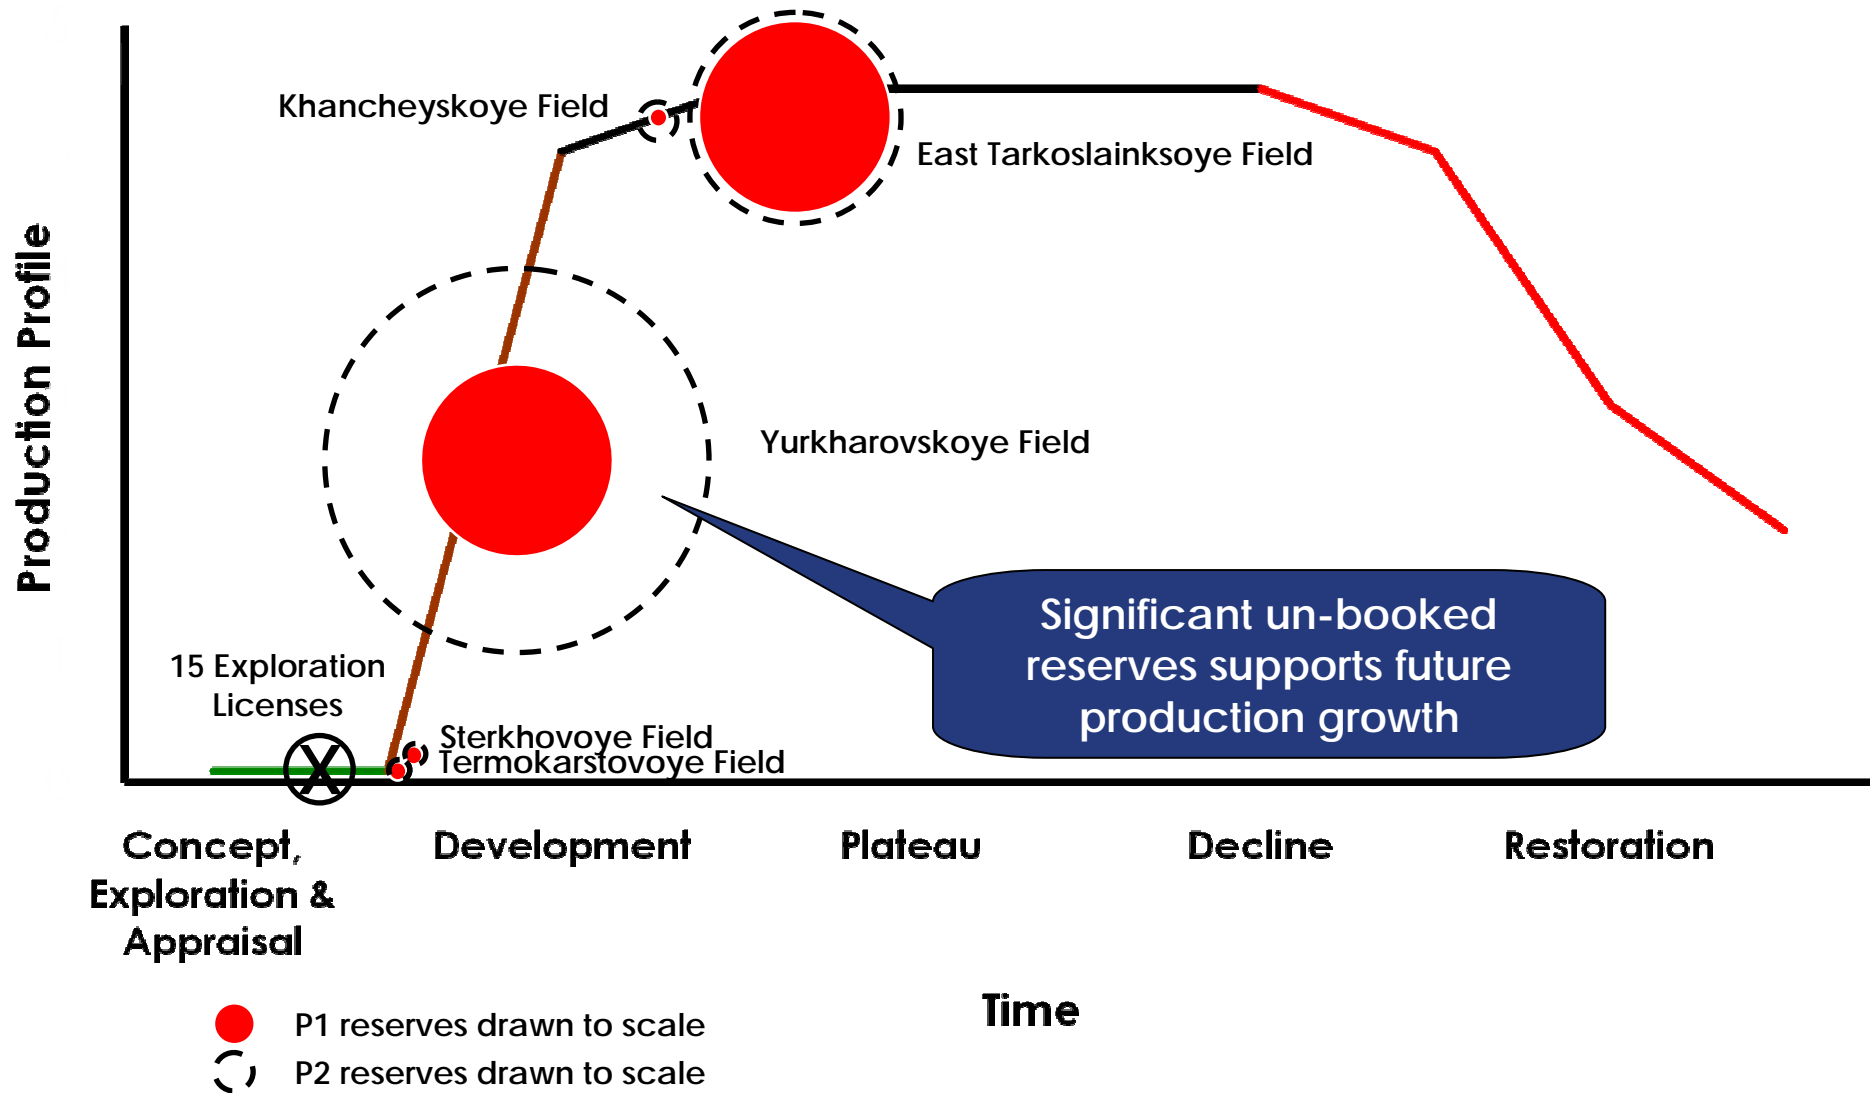 Production Profile
Khancheyskoye Field
East Tarkoslainksoye Field
Yurkharovskoye Field
Significant un-booked
reserves supports future
production growth
15 Exploration
Licenses
X
Sterkhovoye Field
Termokarstovoye Field
Concept,
Exploration &
Appraisal
Development
Plateau
Decline
Restoration
Time
P1 reserves drawn to scale
P2 reserves drawn to scale